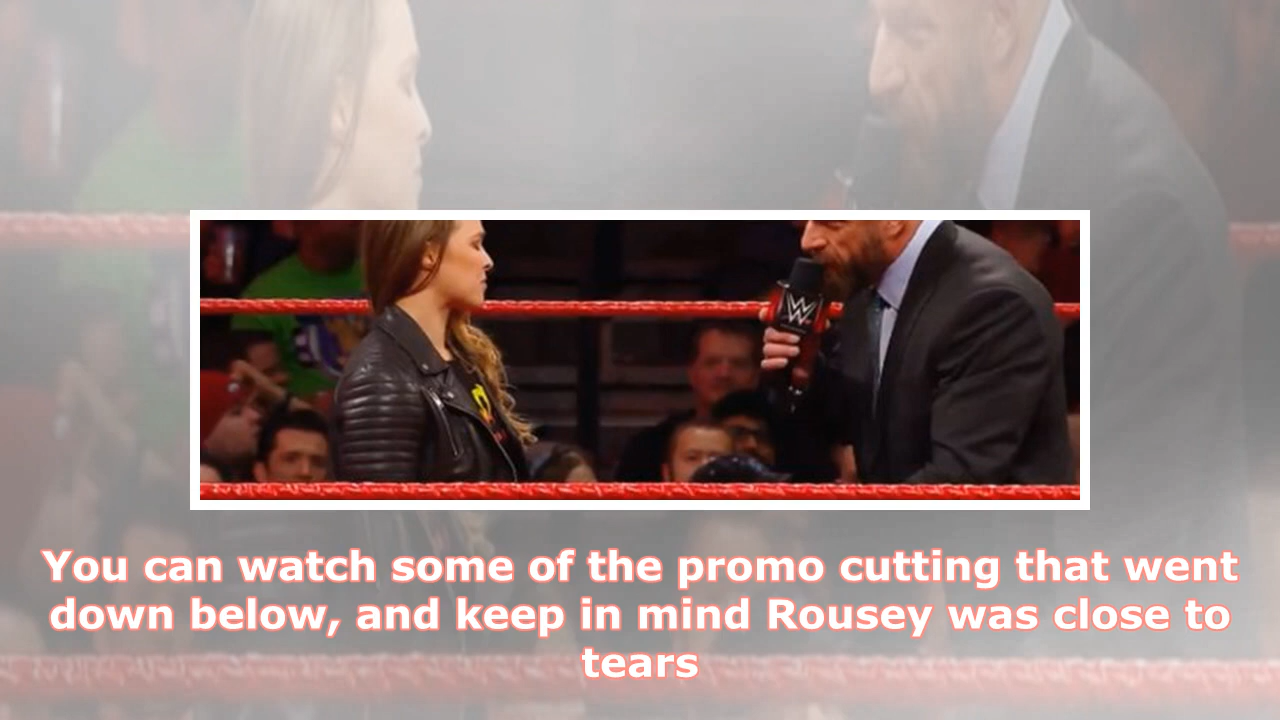 W
You can watch some of the promo cutting that went
down below, and keep in mind Rousey was close to
tears